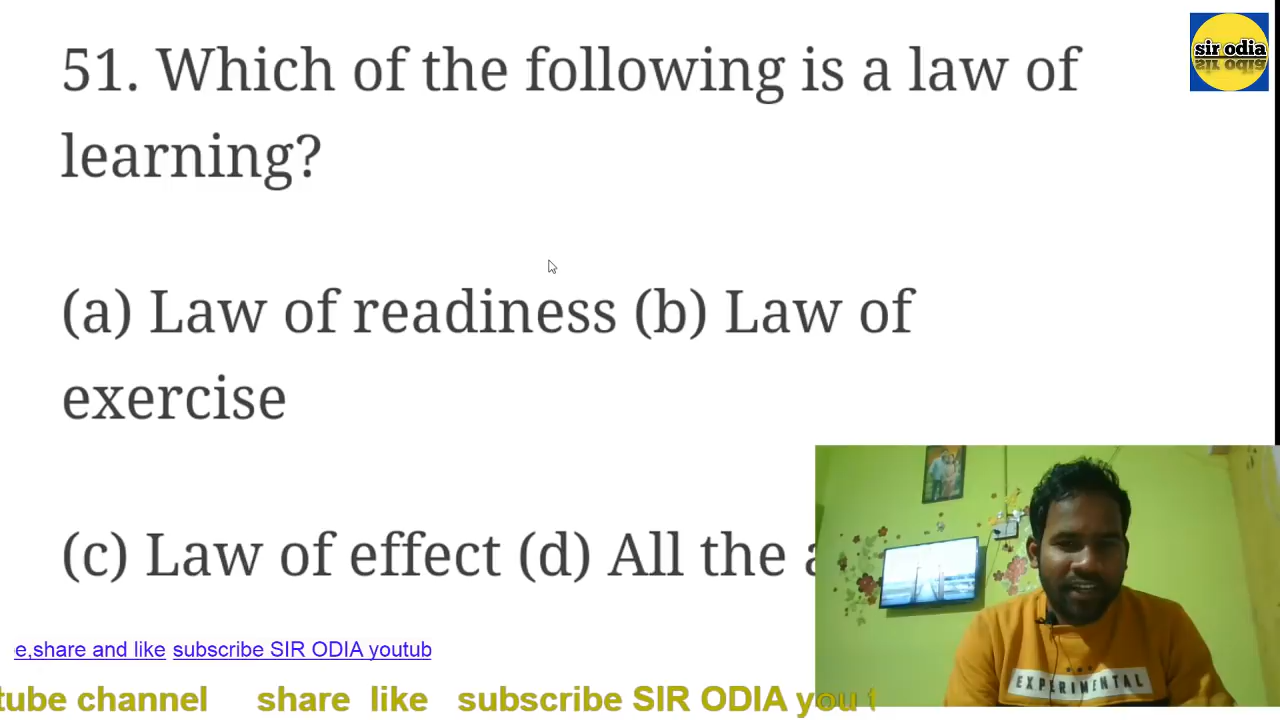 sir odia
51. Which of the following is a law of
learning?
(a) Law of readiness (b) Law of
exercise
(c) Law of effect (d) All the
e,share and like subscribe SIR ODIA youtub
tube channel share like subscribe SIR ODIA you t
EXPERIMENTAL